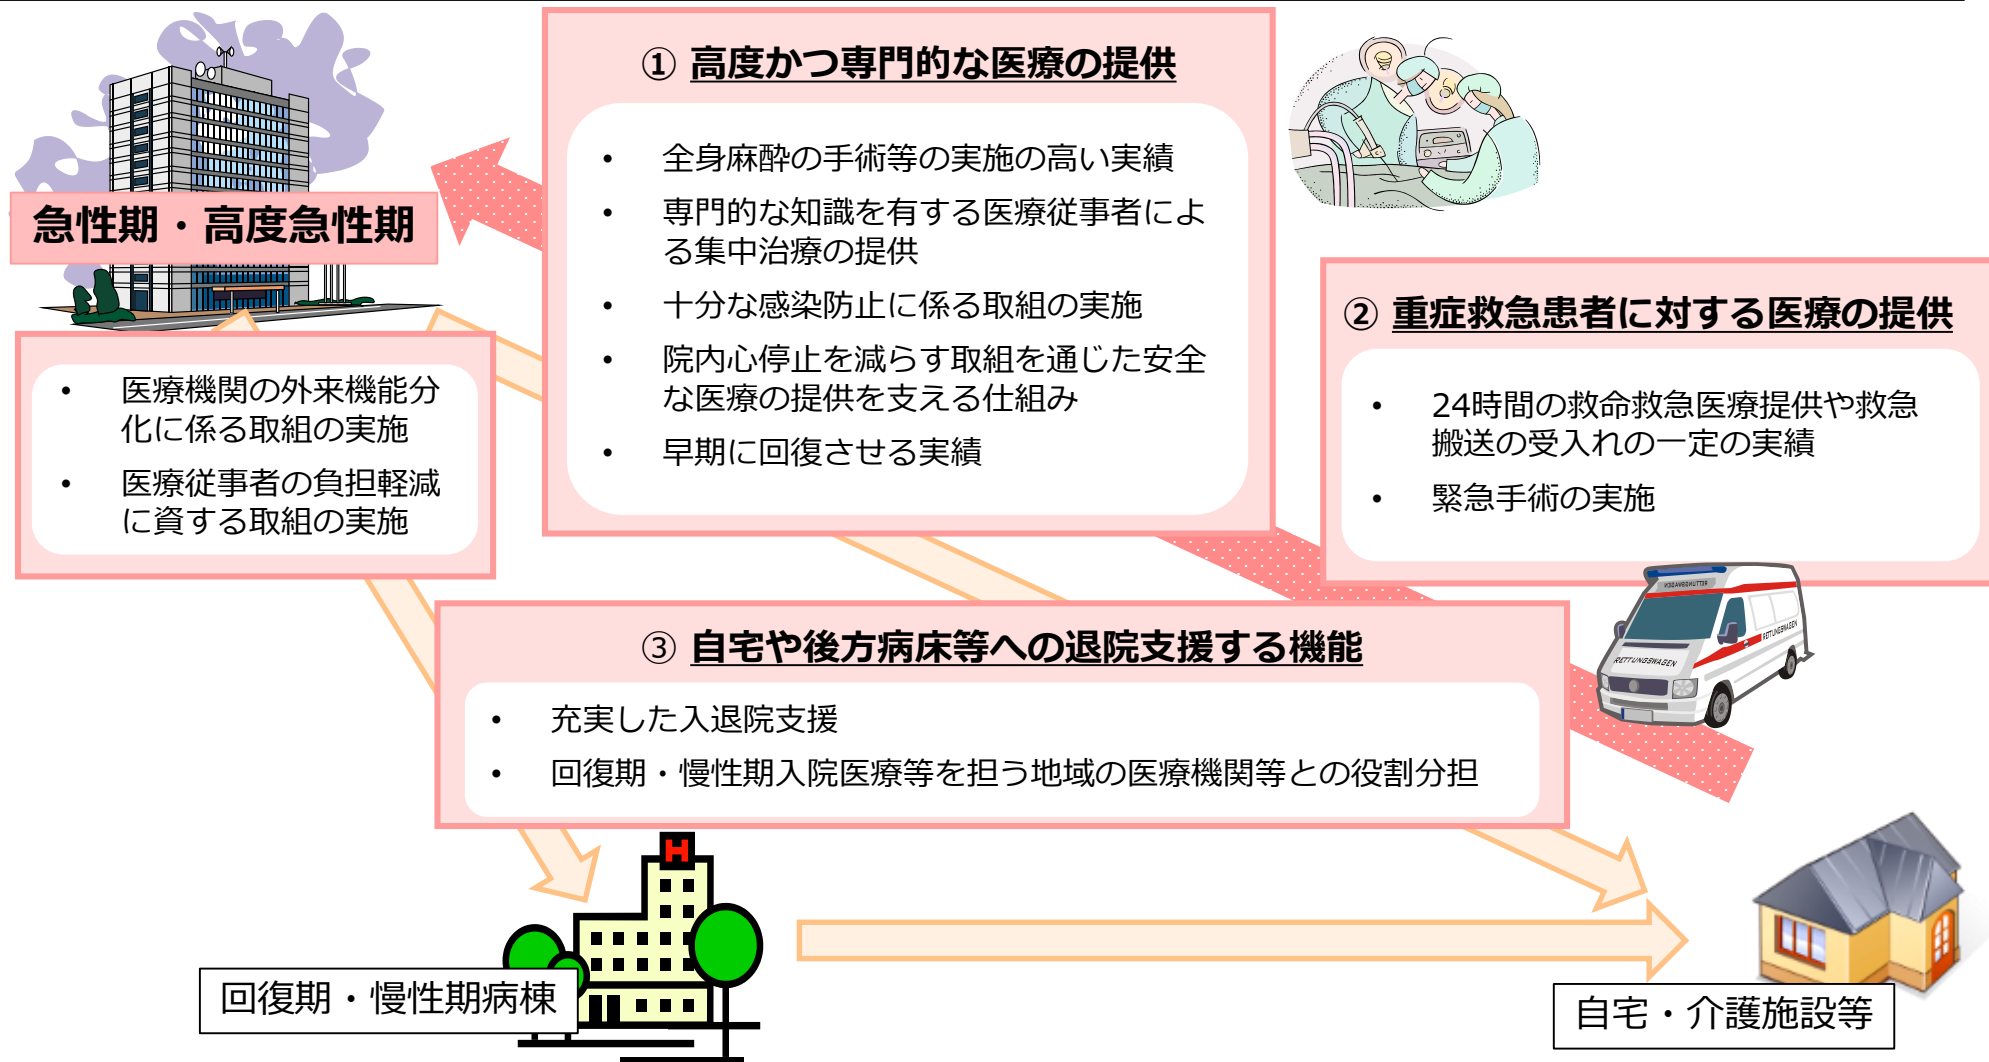 ① 高度かつ専門的な医療の提供
• 全身麻酔の手術等の実施の高い実績
• 専門的な知識を有する医療従事者によ
る集中治療の提供
• 十分な感染防止に係る取組の実施
• 院内心停止を減らす取組を通じた安全
な医療の提供を支える仕組み
• 早期に回復させる実績
急性期・高度急性期
• 医療機関の外来機能分
化に係る取組の実施
• 医療従事者の負担軽減
に資する取組の実施
② 重症救急患者に対する医療の提供
• 24時間の救命救急医療提供や救急
搬送の受入れの一定の実績
• 緊急手術の実施
RETTUNGSWAGEN
RETTUNGSWAGEN
③ 自宅や後方病床等への退院支援する機能
• 充実した入退院支援
• 回復期・慢性期入院医療等を担う地域の医療機関等との役割分担
H
回復期・慢性期病棟
自宅・介護施設等